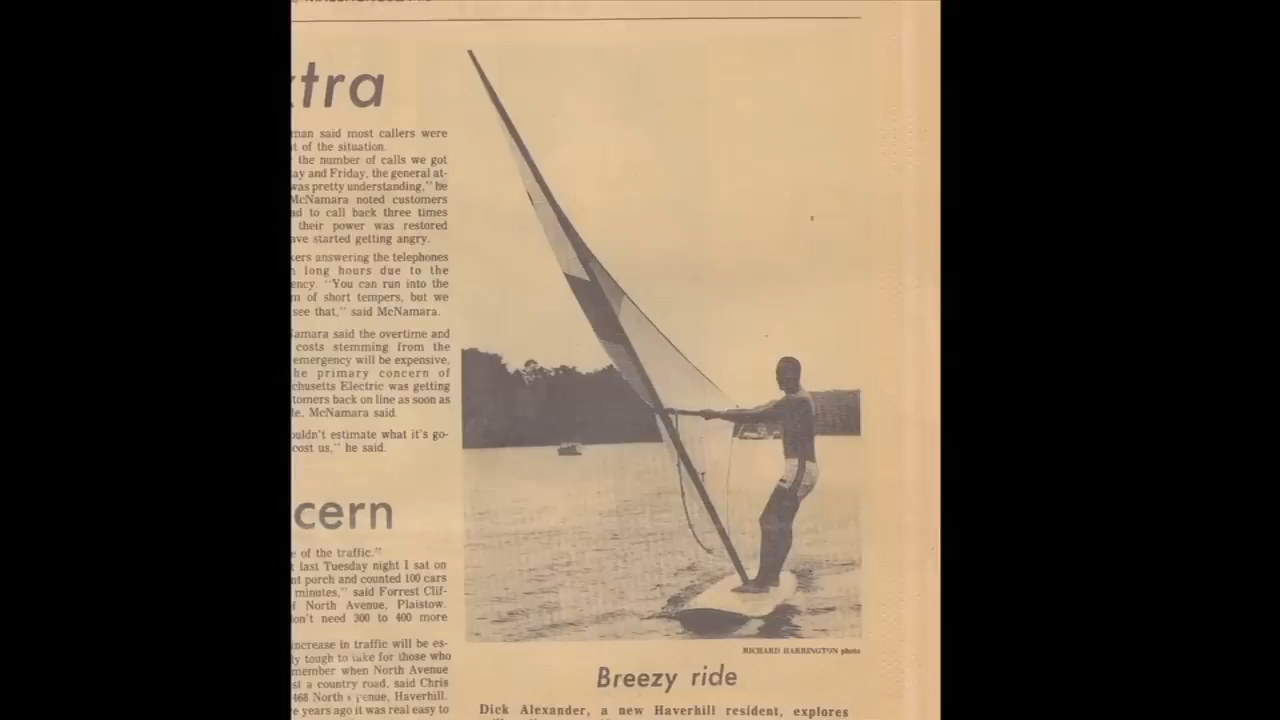 tra
man said most callers were
t of the situation.
the number of calls we got
ay and Friday, the general at-
was pretty understanding," he
McNamara noted customers
ad to call back three times
their power was restored
ave started getting angry.
ers answering the telephones
long hours due to the
ency. "You can run into the
m of short tempers, but we
see that," said McNamara.
amara said the overtime and
costs stemming from the
emergency will be expensive,
he primary concern of
chusetts Electric was getting
tomers back on line as soon as
le, McNamara said.
ouldn't estimate what it's go-
cost us," he said.
cern
e of the traffic."
t last Tuesday night I sat on
nt porch and counted 100 cars
minutes," said Forrest Clif-
f North Avenue, Plaistow.
on't need 300 to 400 more
increase in traffic will be es-
ly tough to take for those who
member when North Avenue
st a country road, said Chris
468 North Avenue, Haverhill.
e years ago it was real easy to
RICHARD HARRINGTON photo
Breezy ride
Dick Alexander, a new Haverhill resident, explores